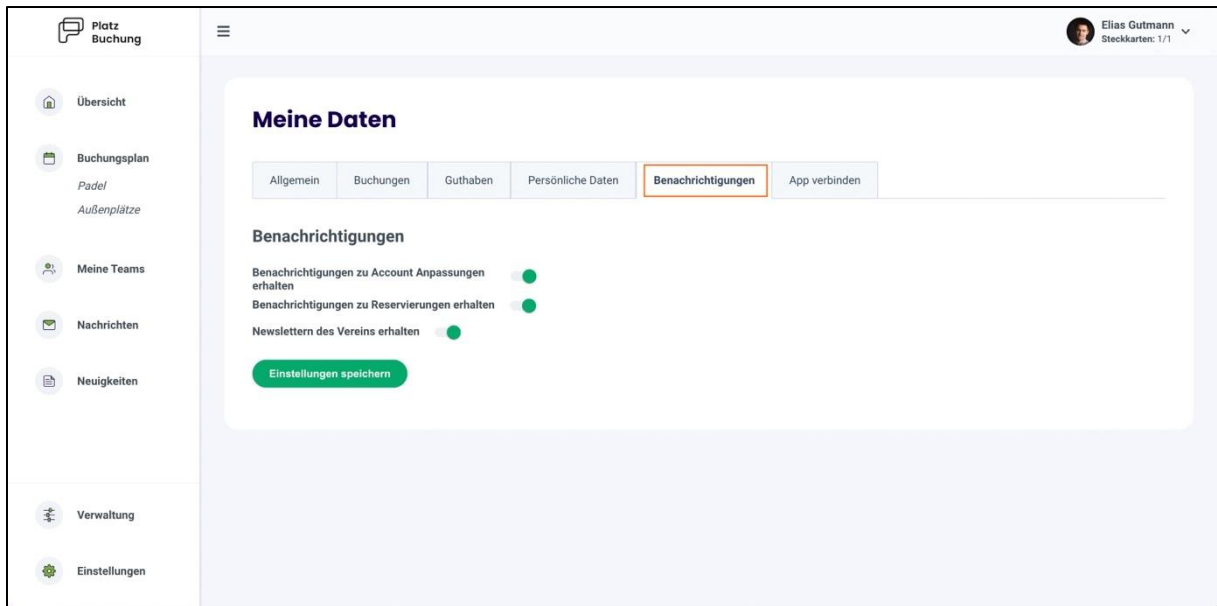 Platz
Buchung
Elias Gutmann
Steckkarten: 1/1
Übersicht
Buchungsplan
Padel
Außenplätze
Meine Teams
Nachrichten
Neuigkeiten
Verwaltung
Einstellungen
Meine Daten
Allgemein Buchungen Guthaben Persönliche Daten Benachrichtigungen App verbinden
Benachrichtigungen
Benachrichtigungen zu Account Anpassungen
erhalten
Benachrichtigungen zu Reservierungen erhalten
Newslettern des Vereins erhalten
Einstellungen speichern